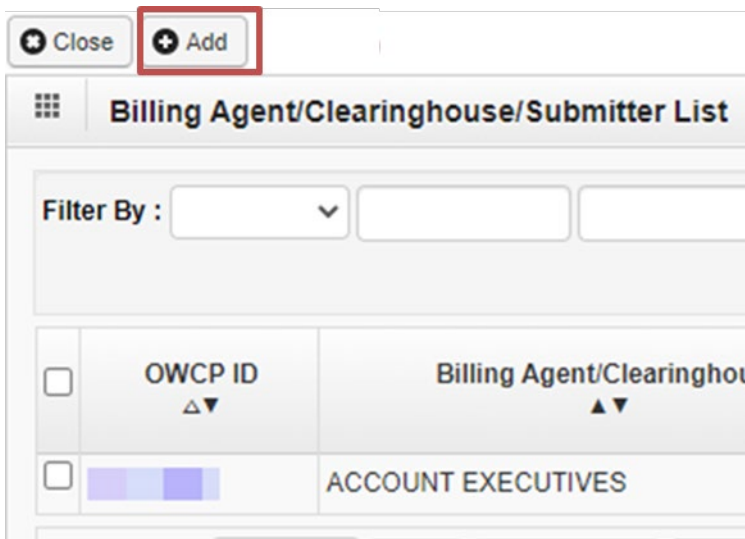 Close Add
Billing Agent/Clearinghouse/Submitter List
Filter By :
OWCP ID Billing Agent/Clearinghou
ACCOUNT EXECUTIVES